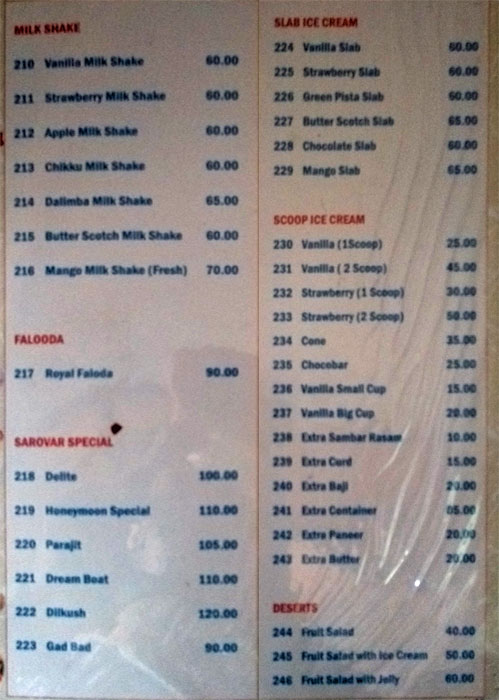 MILK SHAKE
210 Vanilla Milk Shake 60.00
211 Strawberry Milk Shake 60.00
212 Apple Milk Shake 60.00
213 Chikku Milk Shake 60.00
214 Dalimba Milk Shake 65.00
215 Butter Scotch Milk Shake 60.00
216 Mango Milk Shake (Fresh) 70.00
FALOODA
217 Royal Faloda 90.00
SAROVAR SPECIAL
218 Delite 100.00
219 Honeymoon Special 110.00
220 Parajit 105.00
221 Dream Boat 110.00
222 Dilkush 120.00
223 Gad Bad 90.00
SLAB ICE CREAM
224 Vanilla Slab 60.00
225 Strawberry Slab 60.00
226 Green Pista Slab 60.00
227 Butter Scotch Slab 65.00
228 Chocolate Slab 60.00
229 Mango Slab 65.00
SCOOP ICE CREAM
230 Vanilla (1Scoop) 25.00
231 Vanilla ( 2 Scoop) 45.00
232 Strawberry (1 Scoop) 30.00
233 Strawberry (2 Scoop) 50.00
234 Cone 35.00
235 Chocobar 25.00
236 Vanilla Small Cup 15.00
237 Vanilla Big Cup 20.00
238 Extra Sambar Rasam 10.00
239 Extra Curd 15.00
240 Extra Baji 20.00
241 Extra Container 05.00
242 Extra Paneer 20.00
243 Extra Butter 20.00
DESERTS
244 Fruit Salad 40.00
245 Fruit Salad with Ice Cream 50.00
246 Fruit Salad with Jelly 60.00